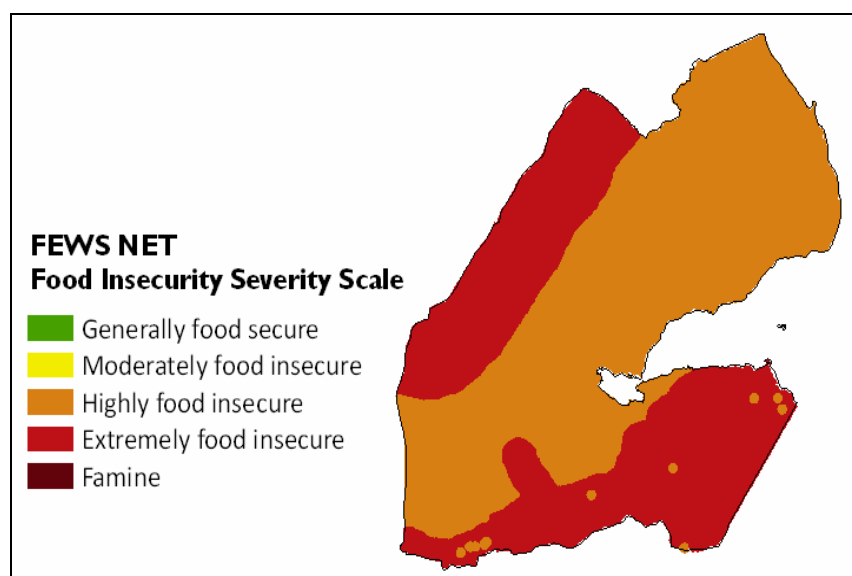 FEWS NET
Food Insecurity Severity Scale
Generally food secure
Moderately food insecure
Highly food insecure
Extremely food insecure
Famine